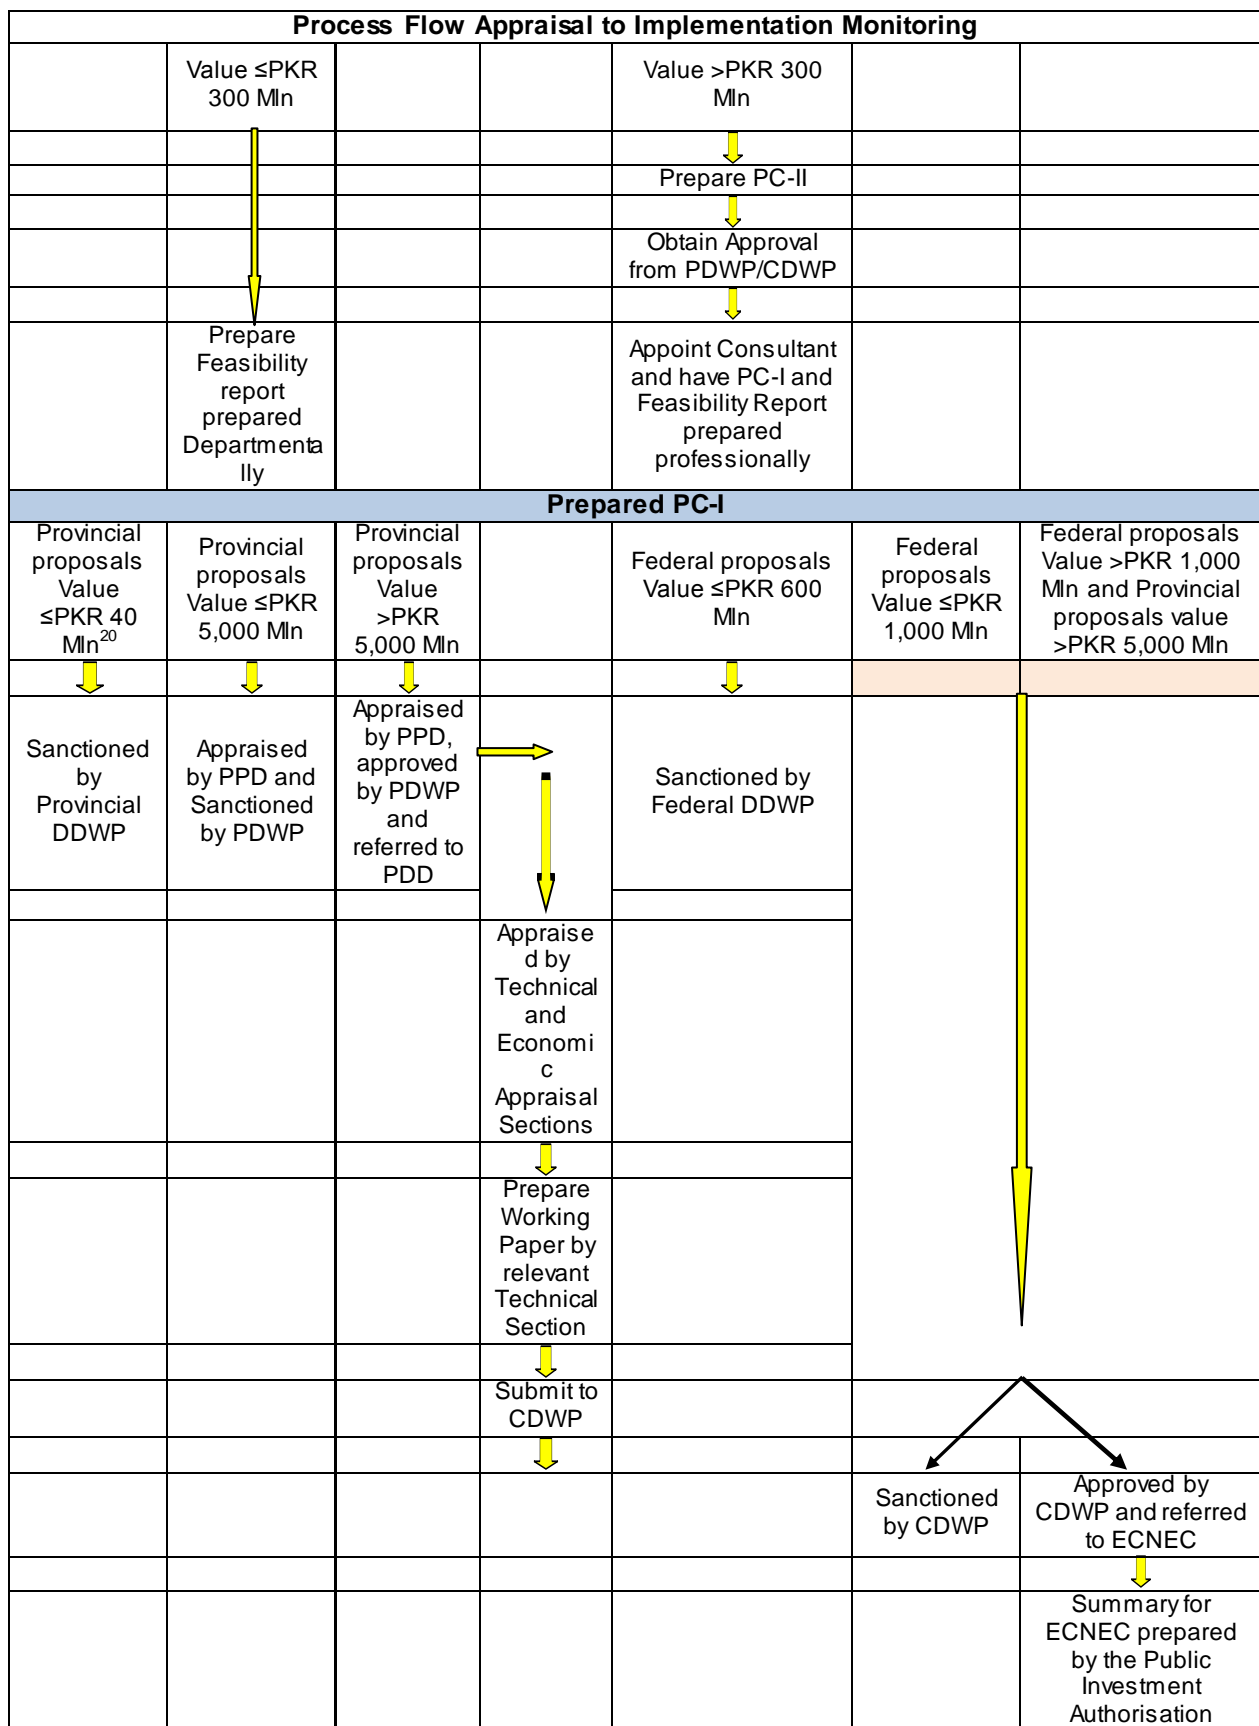 Process Flow Appraisal to Implementation Monitoring
Value ≤PKR
300 Mln
Value >PKR 300
Mln
Prepare PC-II
Obtain Approval
from PDWP/CDWP
Prepare
Feasibility
report
prepared
Departmenta
lly
Appoint Consultant
and have PC-I and
Feasibility Report
prepared
professionally
Prepared PC-I
Provincial
proposals
Value
≤PKR 40
Mln20
Provincial
proposals
Value ≤PKR
5,000 Mln
Provincial
proposals
Value
>PKR
5,000 Mln
Federal proposals
Value ≤PKR 600
Mln
Federal
proposals
Value ≤PKR
1,000 Mln
Federal proposals
Value >PKR 1,000
Mln and Provincial
proposals value
>PKR 5,000 Mln
Sanctioned
by
Provincial
DDWP
Appraised
by PPD and
Sanctioned
by PDWP
Appraised
by PPD,
approved
by PDWP
and
referred to
PDD
Sanctioned by
Federal DDWP
Appraise
d by
Technical
and
Economi
c
Appraisal
Sections
Prepare
Working
Paper by
relevant
Technical
Section
Submit to
CDWP
Sanctioned
by CDWP
Approved by
CDWP and referred
to ECNEC
Summary for
ECNEC prepared
by the Public
Investment
Authorisation